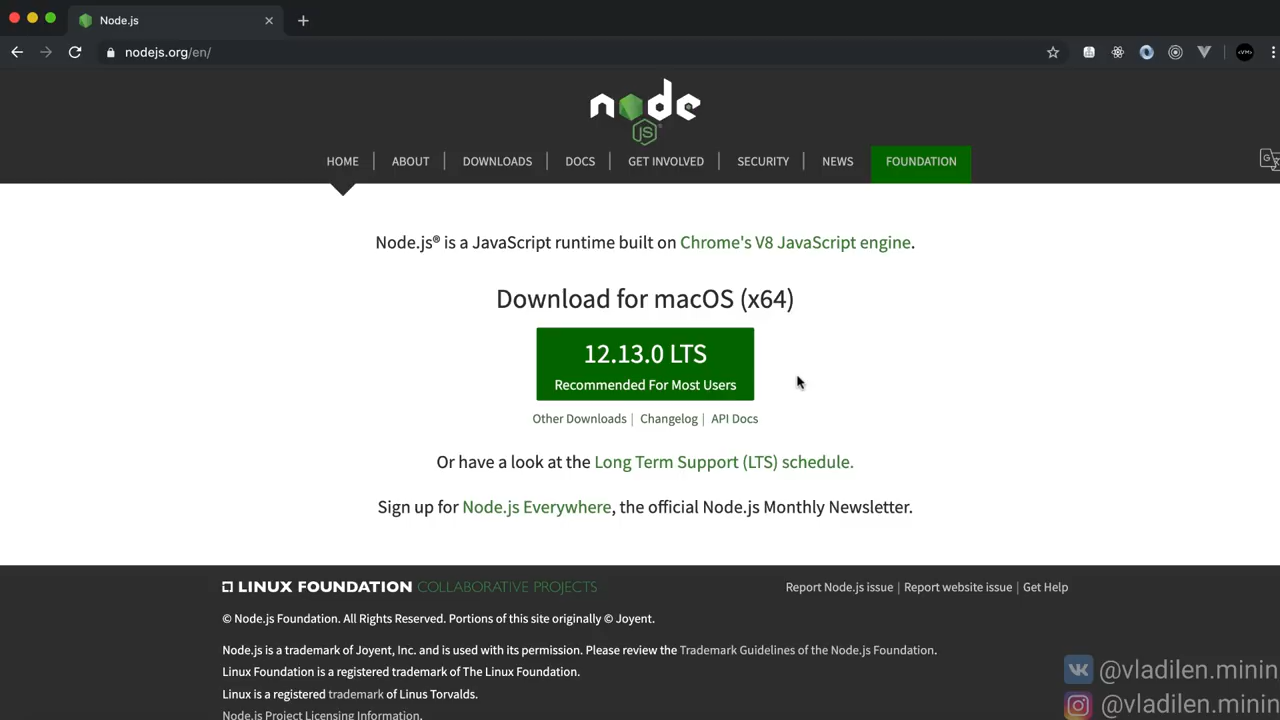 Node.js
nodejs.org/en/
node
JS
HOME
ABOUT
DOWNLOADS
DOCS
GET INVOLVED
SECURITY
NEWS
FOUNDATION
Node.js® is a JavaScript runtime built on Chrome's V8 JavaScript engine.
Download for macOS (x64)
12.13.0 LTS
Recommended For Most Users
Other Downloads | Changelog | API Docs
Or have a look at the Long Term Support (LTS) schedule.
Sign up for Node.js Everywhere, the official Node.js Monthly Newsletter.
LINUX FOUNDATION COLLABORATIVE PROJECTS
Report Node.js issue | Report website issue | Get Help
© Node.js Foundation. All Rights Reserved. Portions of this site originally © Joyent.
Node.js is a trademark of Joyent, Inc. and is used with its permission. Please review the Trademark Guidelines of the Node.js Foundation.
Linux Foundation is a registered trademark of The Linux Foundation.
Linux is a registered trademark of Linus Torvalds.
Node.js Project Licensing Information.
@vladilen.minin
@vladilen.minin